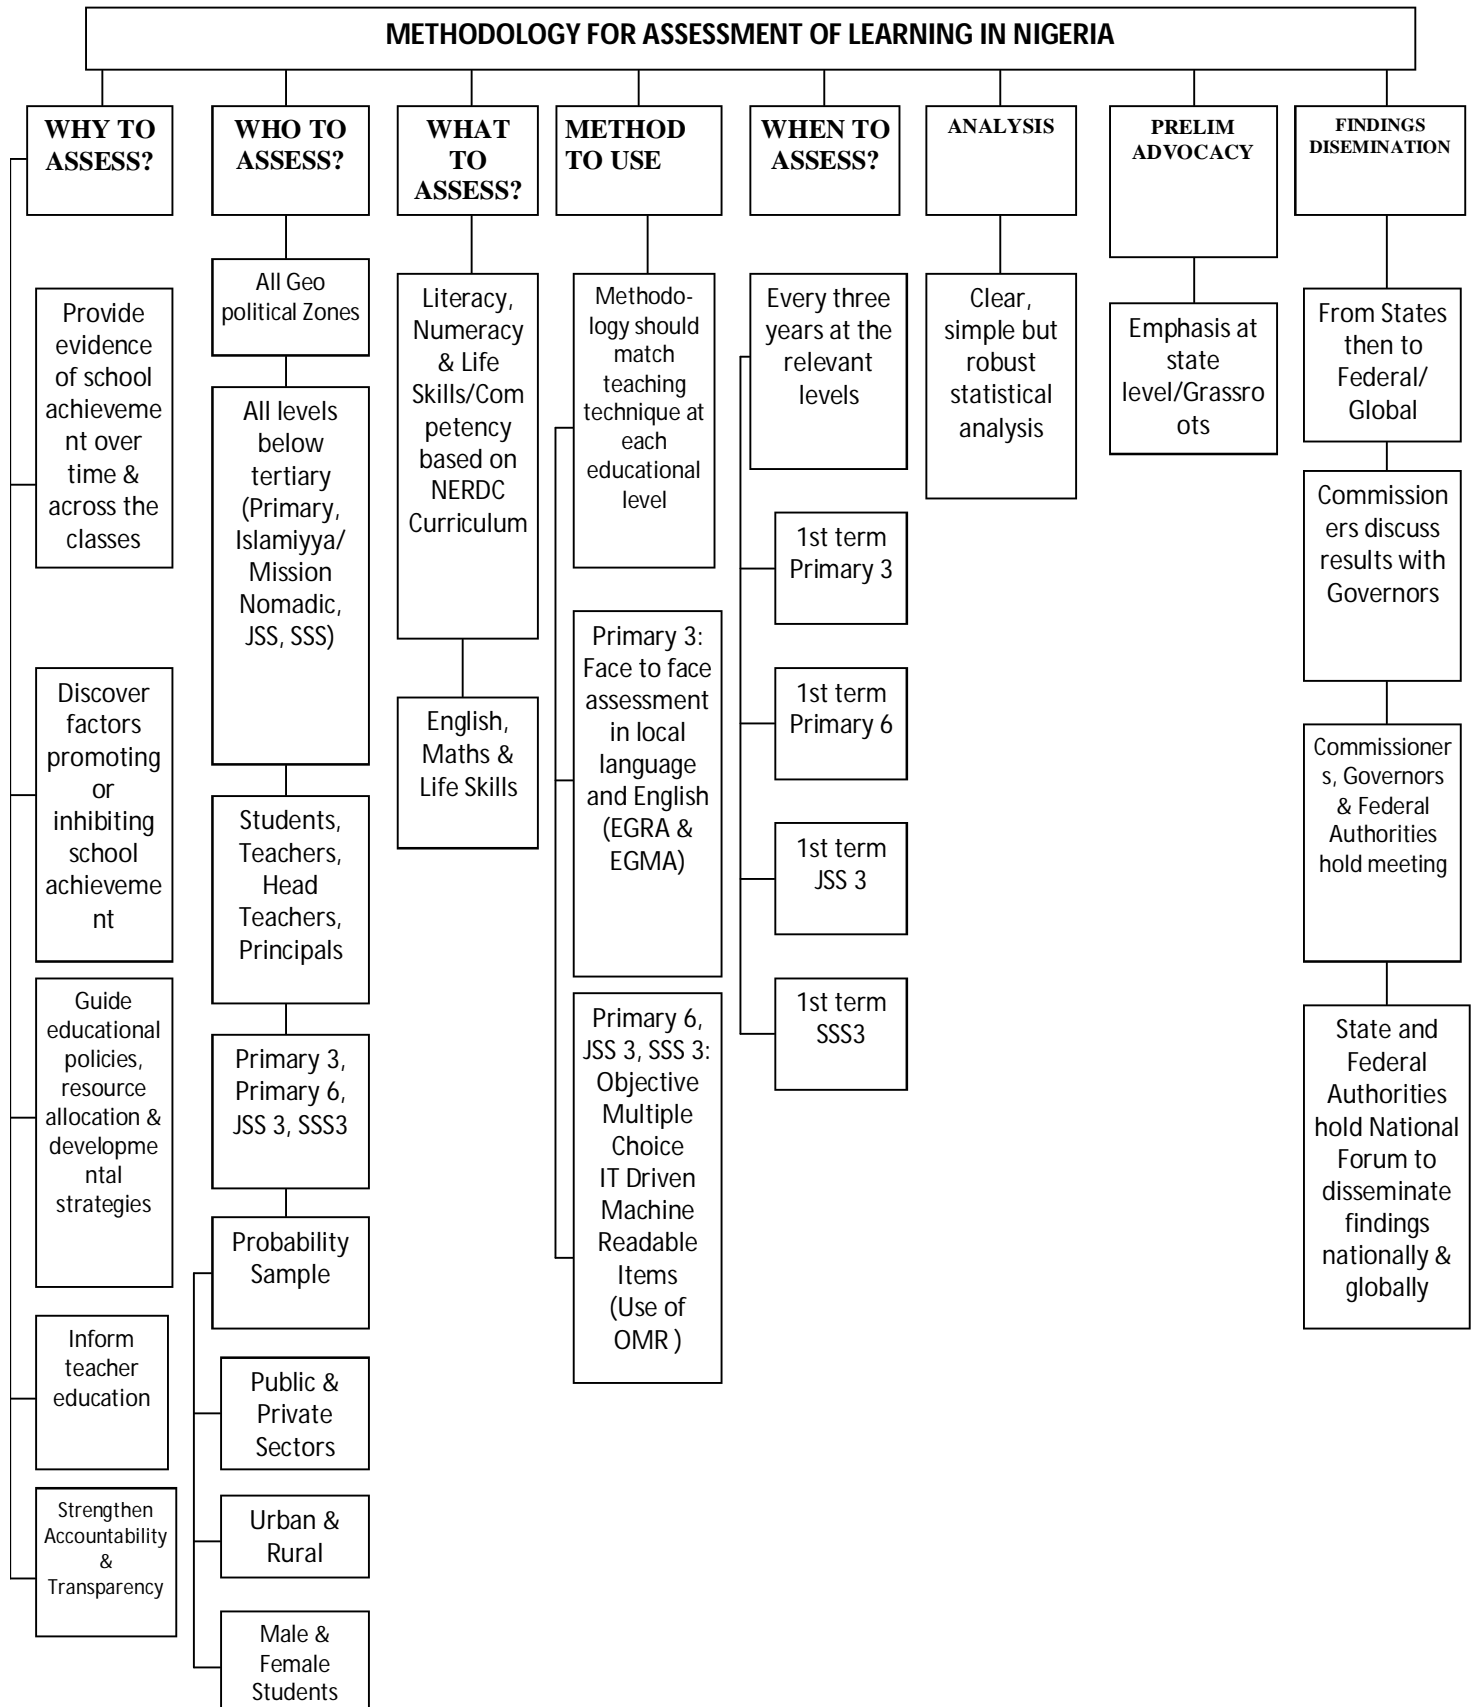 METHODOLOGY FOR ASSESSMENT OF LEARNING IN NIGERIA
WHY TO
ASSESS?
Provide
evidence
of school
achieveme
nt over
time &
across the
classes
Discover
factors
promoting
or
inhibiting
school
achieveme
nt
Guide
educational
policies,
resource
allocation &
developme
ntal
strategies
Inform
teacher
education
Strengthen
Accountability
&
Transparency
WHO TO
ASSESS?
All Geo
political Zones
All levels
below
tertiary
(Primary,
Islamiyya/
Mission
Nomadic,
JSS, SSS)
Students,
Teachers,
Head
Teachers,
Principals
Primary 3,
Primary 6,
JSS 3, SSS3
Probability
Sample
Public &
Private
Sectors
Urban &
Rural
Male &
Female
Students
WHAT
TO
ASSESS?
Literacy,
Numeracy
& Life
Skills/Com
petency
based on
NERDC
Curriculum
English,
Maths &
Life Skills
METHOD
TO USE
Methodo-
logy should
match
teaching
technique at
each
educational
level
Primary 3:
Face to face
assessment
in local
language
and English
(EGRA &
EGMA)
Primary 6,
JSS 3, SSS 3:
Objective
Multiple
Choice
IT Driven
Machine
Readable
Items
(Use of
OMR )
WHEN TO
ASSESS?
Every three
years at the
relevant
levels
1st term
Primary 3
1st term
Primary 6
1st term
JSS 3
1st term
SSS3
ANALYSIS
Clear,
simple but
robust
statistical
analysis
PRELIM
ADVOCACY
Emphasis at
state
level/Grassro
ots
FINDINGS
DISEMINATION
From States
then to
Federal/
Global
Commission
ers discuss
results with
Governors
Commissioner
s, Governors
& Federal
Authorities
hold meeting
State and
Federal
Authorities
hold National
Forum to
disseminate
findings
nationally &
globally